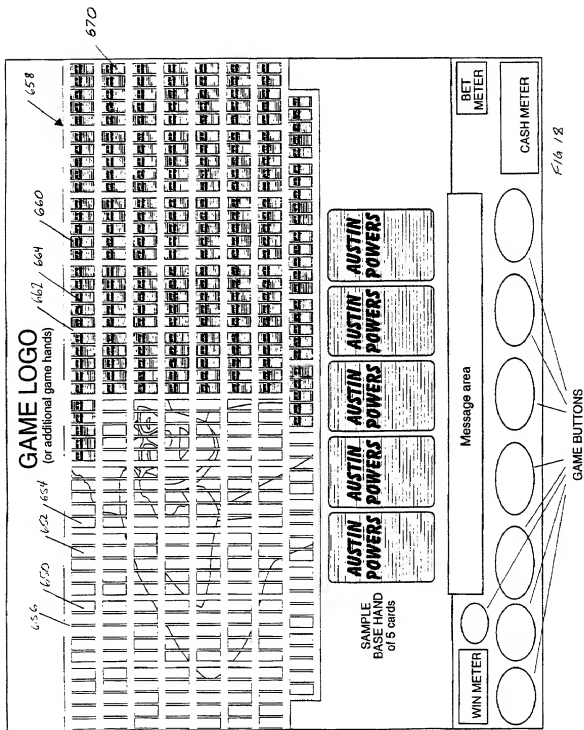 GAME LOGO
(or additional game hands)
656
650
652
654
662
664
660
658
670
SAMPLE
BASE HAND
of 5 cards
AUSTIN
POWERS
AUSTIN
POWERS
AUSTIN
POWERS
AUSTIN
POWERS
AUSTIN
POWERS
WIN METER
Message area
BET
METER
CASH METER
GAME BUTTONS
FIG 18